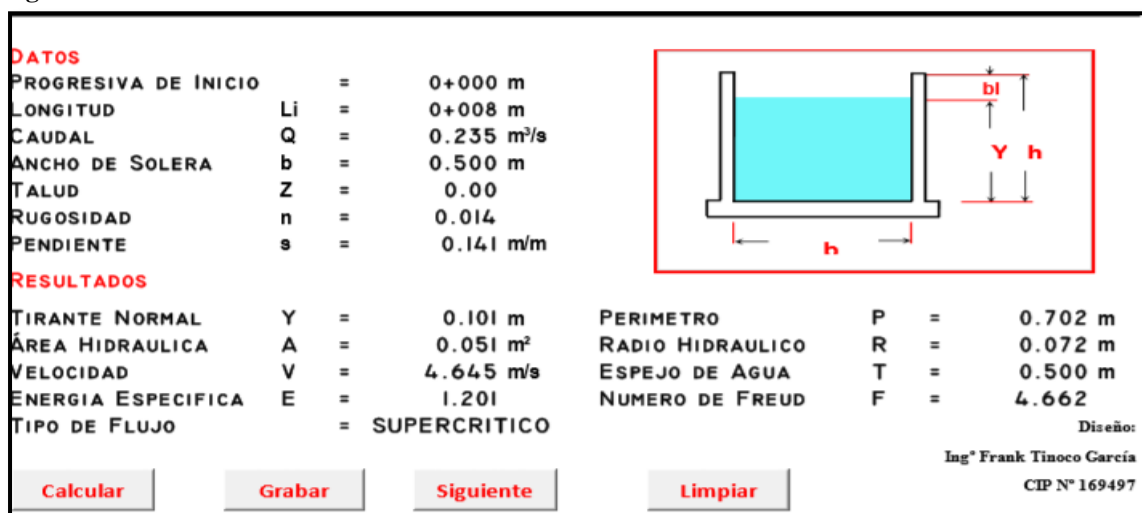 DATOS
PROGRESIVA DE INICIO = 0+000 m
LONGITUD Li = 0+008 m
CAUDAL Q = 0.235 m³/s
ANCHO DE SOLERA b = 0.500 m
TALUD Z = 0.00
RUGOSIDAD n = 0.014
PENDIENTE s = 0.141 m/m
bl
Y h
b
RESULTADOS
TIRANTE NORMAL Y = 0.101 m PERIMETRO P = 0.702 m
ÁREA HIDRAULICA A = 0.051 m² RADIO HIDRAULICO R = 0.072 m
VELOCIDAD V = 4.645 m/s ESPEJO DE AGUA T = 0.500 m
ENERGIA ESPECIFICA E = 1.201 NUMERO DE FREUD F = 4.662
TIPO DE FLUJO = SUPERCRITICO
Diseño:
Ingº Frank Tinoco García
CIP Nº 169497
Calcular Grabar Siguiente Limpiar